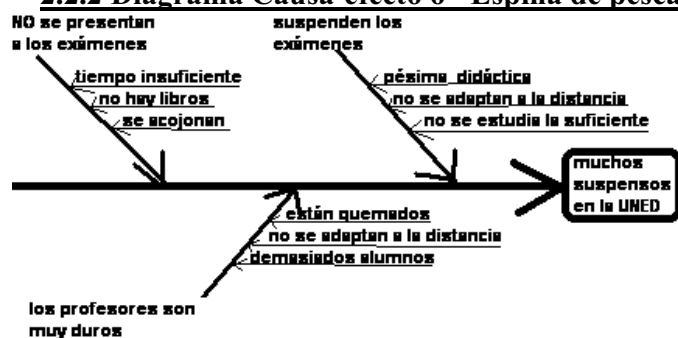 2.2.2 Diagrama Causa-efecto ó "Espina de pesca
NO se presentan
a los exámenes
suspenden los
exámenes
tiempo insuficiente
no hay libros
se acojonan
pésima didáctica
no se adaptan a la distancia
no se estudia lo suficiente
muchos
suspensos
en la UNED
están quemados
no se adaptan a la distancia
demasiados alumnos
los profesores son
muy duros